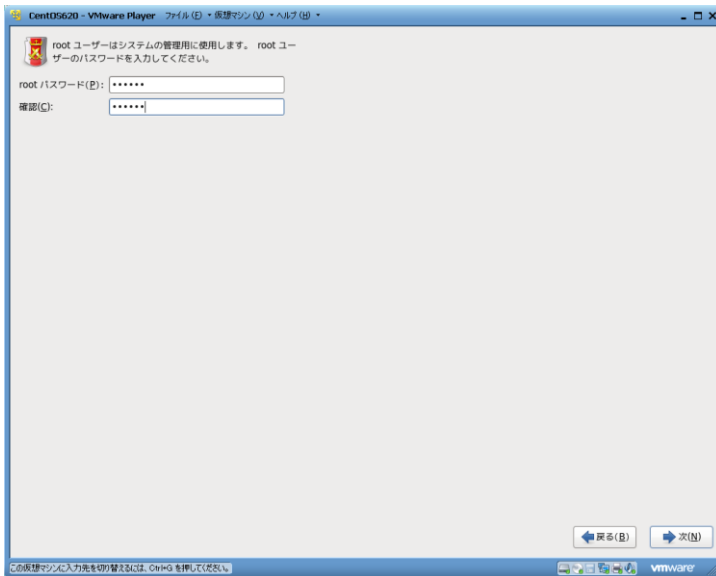 CentOS620 - VMware Player ファイル(F) ・仮想マシン(V) ・ヘルプ(H) ・
root ユーザーはシステムの管理用に使用します。 root ユー
ザーのパスワードを入力してください。
root パスワード(P): ••••••
確認(C): ••••••
戻る(B) 次(N)
この仮想マシンに入力先を切り替えるには、Ctrl+G を押してください。 vmware